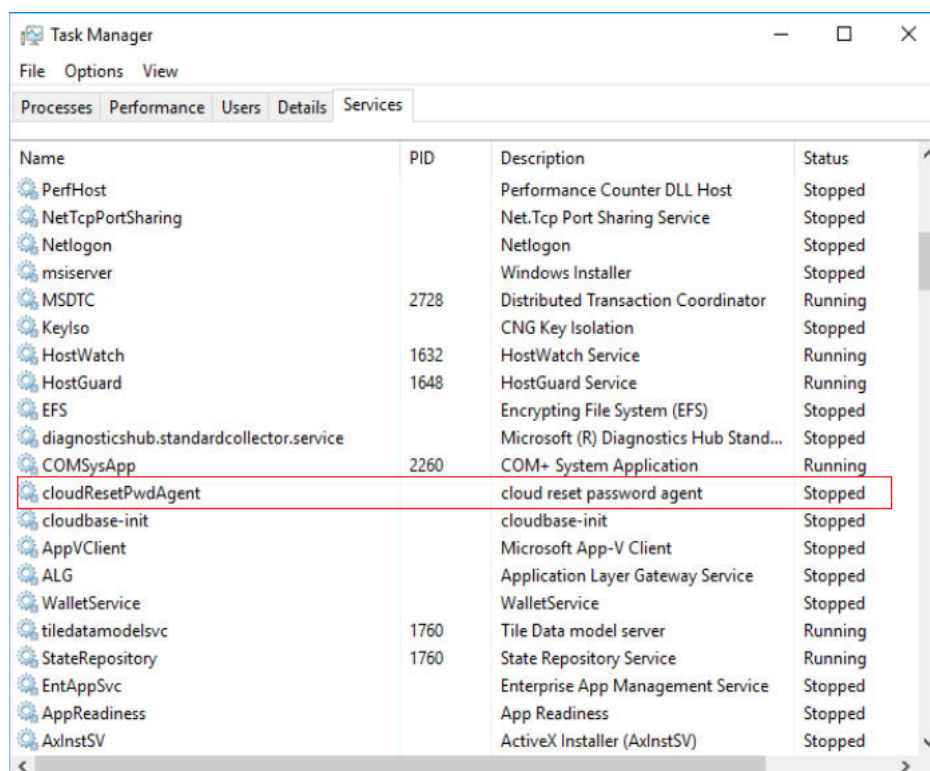 Task Manager
File Options View
Processes Performance Users Details Services
Name PID Description Status
PerfHost Performance Counter DLL Host Stopped
NetTcpPortSharing Net.Tcp Port Sharing Service Stopped
Netlogon Netlogon Stopped
msiserver Windows Installer Stopped
MSDTC 2728 Distributed Transaction Coordinator Running
KeyIso CNG Key Isolation Stopped
HostWatch 1632 HostWatch Service Running
HostGuard 1648 HostGuard Service Running
EFS Encrypting File System (EFS) Stopped
diagnosticshub.standardcollector.service Microsoft (R) Diagnostics Hub Stand... Stopped
COMSysApp 2260 COM+ System Application Running
cloudResetPwdAgent cloud reset password agent Stopped
cloudbase-init cloudbase-init Stopped
AppVClient Microsoft App-V Client Stopped
ALG Application Layer Gateway Service Stopped
WalletService WalletService Stopped
tiledatamodelsvc 1760 Tile Data model server Running
StateRepository 1760 State Repository Service Running
EntAppSvc Enterprise App Management Service Stopped
AppReadiness App Readiness Stopped
AxInstSV ActiveX Installer (AxInstSV) Stopped